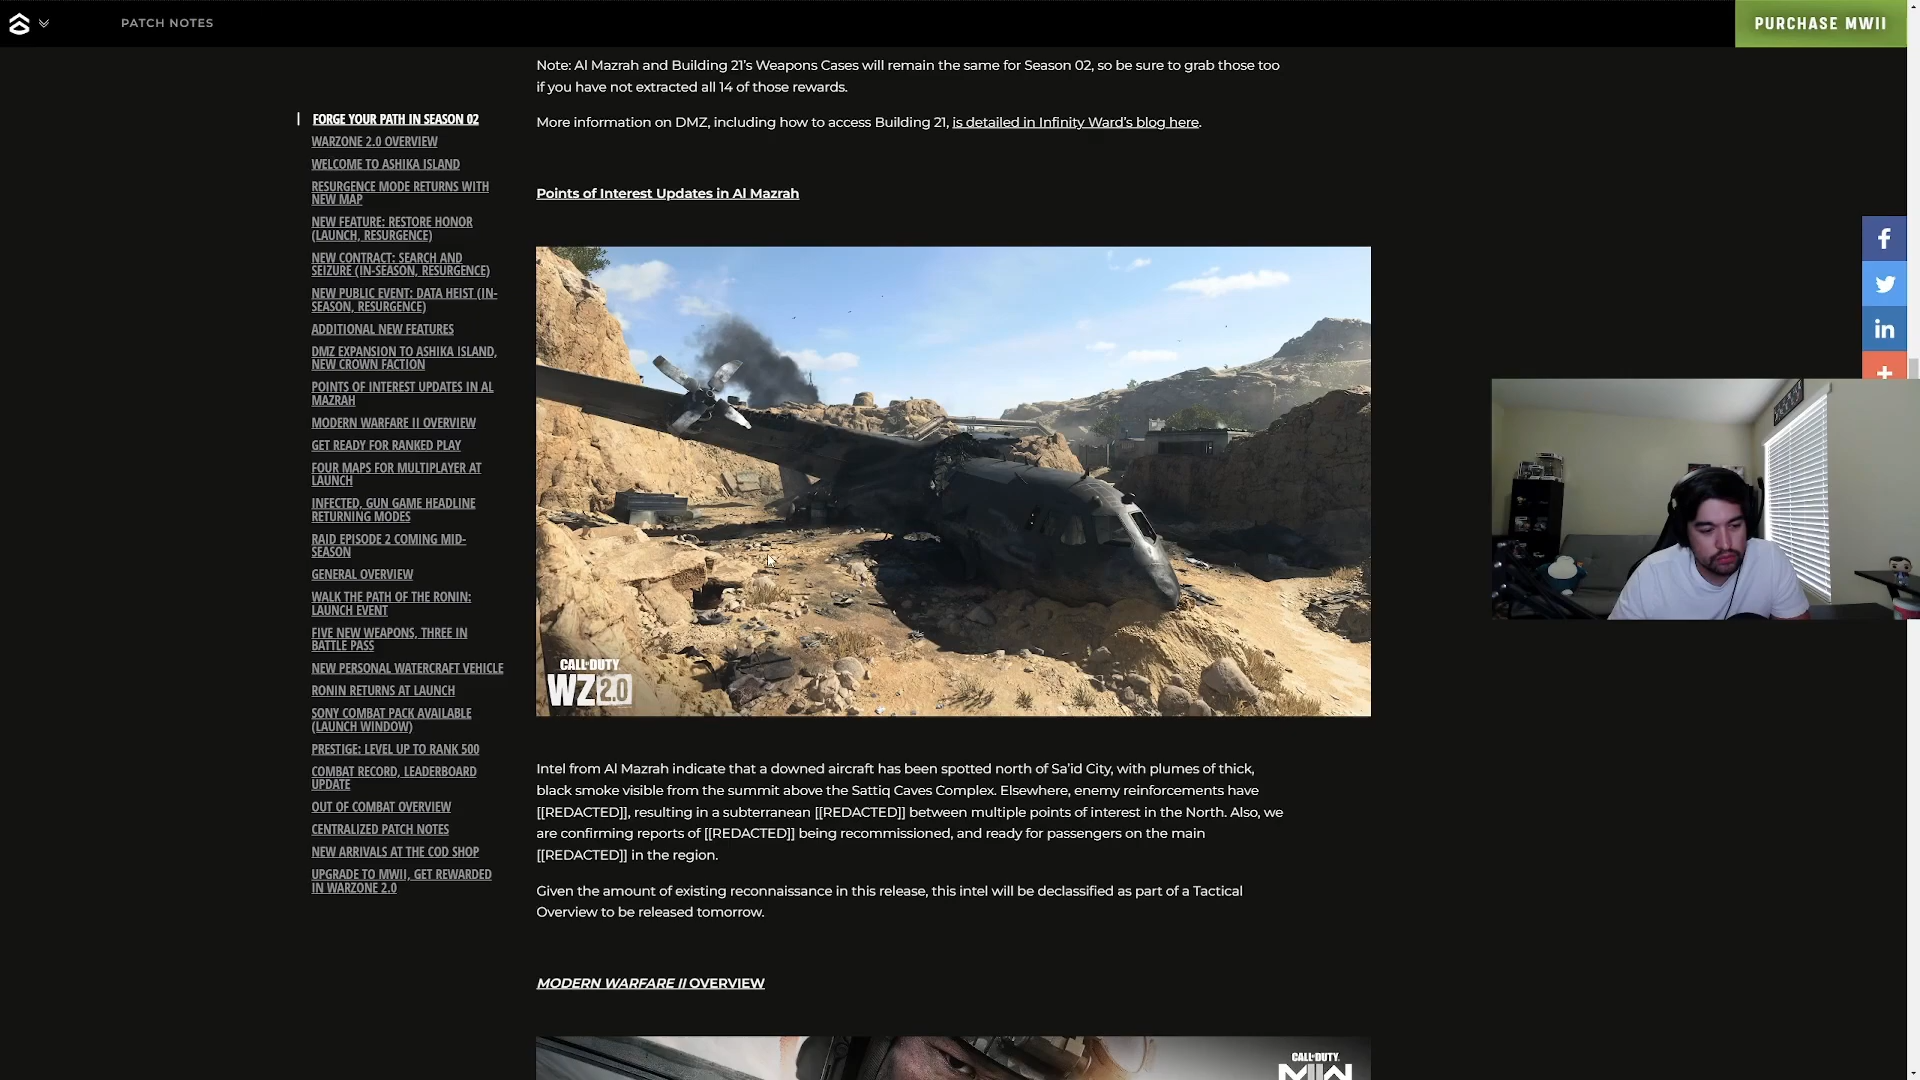 PATCH NOTES
PURCHASE MWII
FORGE YOUR PATH IN SEASON 02
WARZONE 2.0 OVERVIEW
WELCOME TO ASHIKA ISLAND
RESURGENCE MODE RETURNS WITH
NEW MAP
NEW FEATURE: RESTORE HONOR
(LAUNCH, RESURGENCE)
NEW CONTRACT: SEARCH AND
SEIZURE (IN-SEASON, RESURGENCE)
NEW PUBLIC EVENT: DATA HEIST (IN-
SEASON, RESURGENCE)
ADDITIONAL NEW FEATURES
DMZ EXPANSION TO ASHIKA ISLAND,
NEW CROWN FACTION
POINTS OF INTEREST UPDATES IN AL
MAZRAH
MODERN WARFARE II OVERVIEW
GET READY FOR RANKED PLAY
FOUR MAPS FOR MULTIPLAYER AT
LAUNCH
INFECTED, GUN GAME HEADLINE
RETURNING MODES
RAID EPISODE 2 COMING MID-
SEASON
GENERAL OVERVIEW
WALK THE PATH OF THE RONIN:
LAUNCH EVENT
FIVE NEW WEAPONS, THREE IN
BATTLE PASS
NEW PERSONAL WATERCRAFT VEHICLE
RONIN RETURNS AT LAUNCH
SONY COMBAT PACK AVAILABLE
(LAUNCH WINDOW)
PRESTIGE: LEVEL UP TO RANK 500
COMBAT RECORD, LEADERBOARD
UPDATE
OUT OF COMBAT OVERVIEW
CENTRALIZED PATCH NOTES
NEW ARRIVALS AT THE COD SHOP
UPGRADE TO MWII, GET REWARDED
IN WARZONE 2.0
Note: Al Mazrah and Building 21's Weapons Cases will remain the same for Season 02, so be sure to grab those too
if you have not extracted all 14 of those rewards.
More information on DMZ, including how to access Building 21, is detailed in Infinity Ward's blog here.
Points of Interest Updates in Al Mazrah
CALL OF DUTY
WZ 2.0
Intel from Al Mazrah indicate that a downed aircraft has been spotted north of Sa'id City, with plumes of thick,
black smoke visible from the summit above the Sattiq Caves Complex. Elsewhere, enemy reinforcements have
[[REDACTED]], resulting in a subterranean [[REDACTED]] between multiple points of interest in the North. Also, we
are confirming reports of [[REDACTED]] being recommissioned, and ready for passengers on the main
[[REDACTED]] in the region.
Given the amount of existing reconnaissance in this release, this intel will be declassified as part of a Tactical
Overview to be released tomorrow.
MODERN WARFARE II OVERVIEW
CALL OF DUTY
MWII